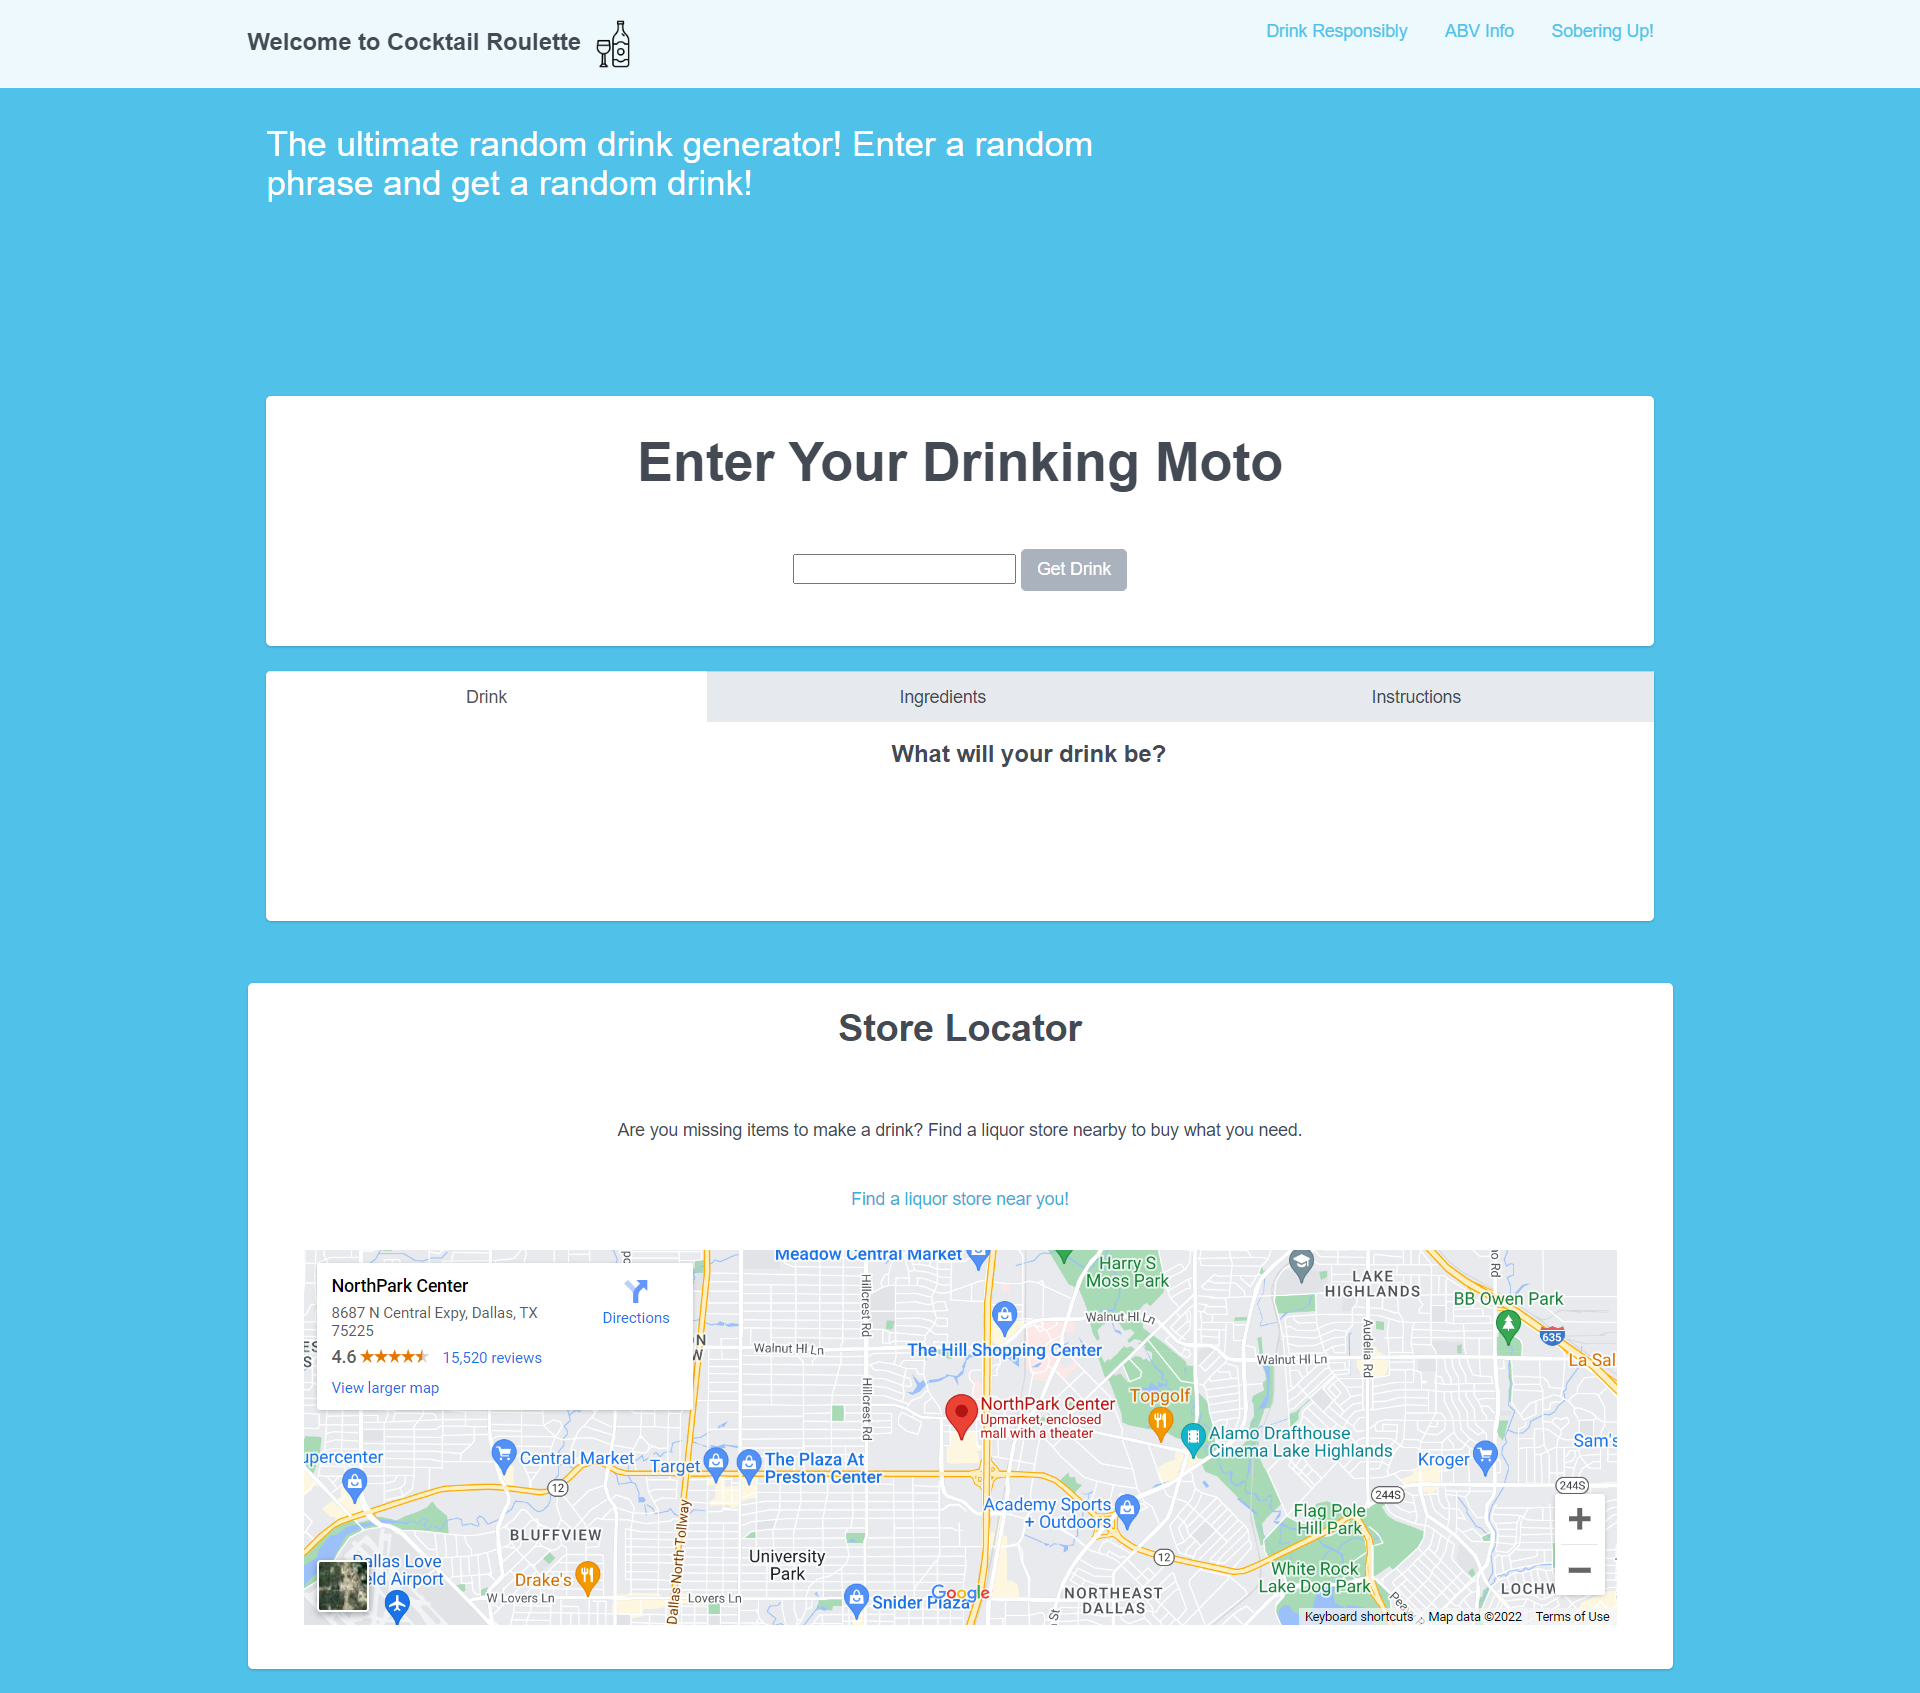 Welcome to Cocktail Roulette
Drink Responsibly
ABV Info
Sobering Up!
The ultimate random drink generator! Enter a random
phrase and get a random drink!
Enter Your Drinking Moto
Get Drink
Drink
Ingredients
Instructions
What will your drink be?
Store Locator
Are you missing items to make a drink? Find a liquor store nearby to buy what you need.
Find a liquor store near you!
NorthPark Center
8687 N Central Expy, Dallas, TX
75225
4.6
15,520 reviews
View larger map
Directions
Meadow Central Market
Harry S
Moss Park
LAKE
HIGHLANDS
BB Owen Park
635
La Sal
Hillcrest Rd
Walnut Hl Ln
Walnut Hl Ln
Walnut Hl Ln
Audelia Rd
The Hill Shopping Center
Hillcrest Rd
NorthPark Center
Upmarket, enclosed
mall with a theater
Topgolf
Alamo Drafthouse
Cinema Lake Highlands
Kroger
Sam's
upercenter
Central Market
Target
The Plaza At
Preston Center
12
244S
244S
Academy Sports
+ Outdoors
Flag Pole
Hill Park
BLUFFVIEW
Dallas North Tollway
University
Park
12
White Rock
Lake Dog Park
Dallas Love
eld Airport
Drake's
W Lovers Ln
Lovers Ln
Snider Plaza
Google
NORTHEAST
DALLAS
LOCHW
Keyboard shortcuts
Map data ©2022
Terms of Use